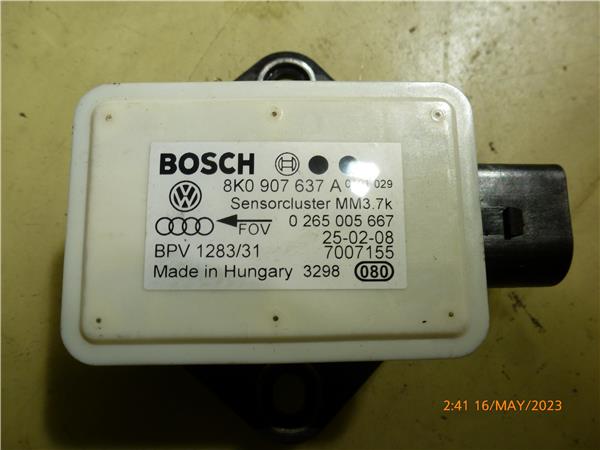 BOSCH
8K0 907 637 A
Sensorcluster MM3.7k
FOV 0 265 005 667
25-02-08
BPV 1283/31 7007155
Made in Hungary 3298 080
2:41 16/MAY/2023